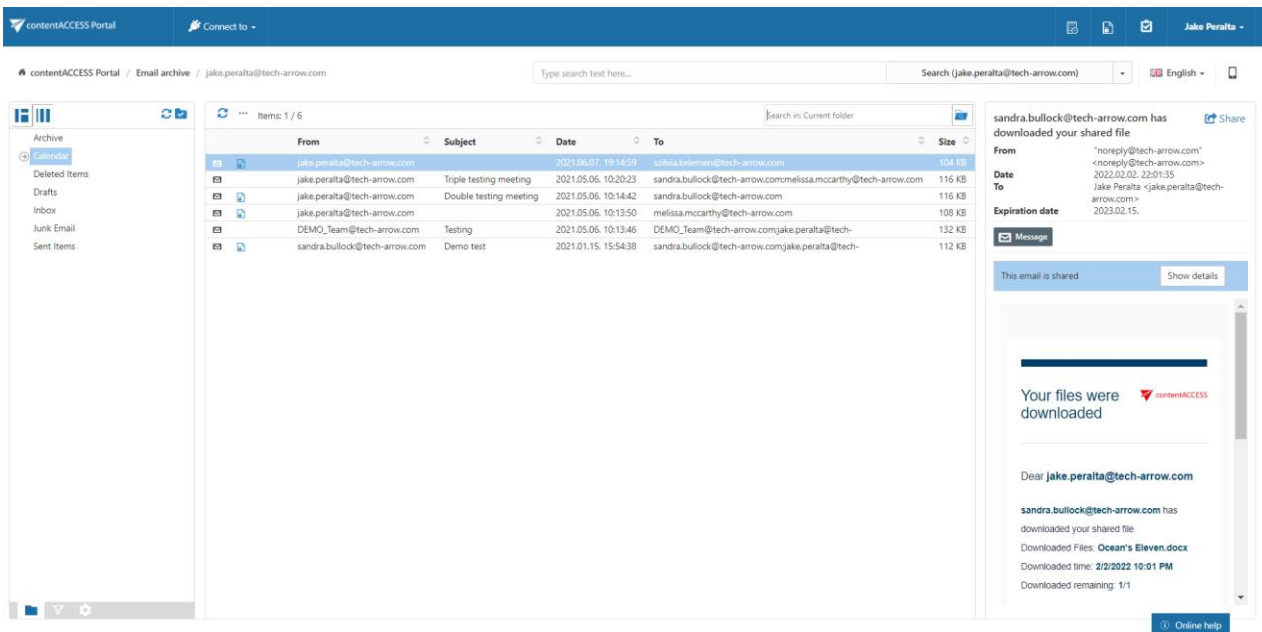 contentACCESS Portal
Connect to
Jake Peralta
contentACCESS Portal / Email archive / jake.peralta@tech-arrow.com
Type search text here...
Search (jake.peralta@tech-arrow.com)
English
Archive
Calendar
Deleted Items
Drafts
Inbox
Junk Email
Sent Items
Items: 1 / 6
Search in: Current folder
From Subject Date To Size
jake.peralta@tech-arrow.com 2021.06.07. 19:14:59 szilvia.kelemen@tech-arrow.com 104 KB
jake.peralta@tech-arrow.com Triple testing meeting 2021.05.06. 10:20:23 sandra.bullock@tech-arrow.com;melissa.mccarthy@tech-arrow.com 116 KB
jake.peralta@tech-arrow.com Double testing meeting 2021.05.06. 10:14:42 sandra.bullock@tech-arrow.com 116 KB
jake.peralta@tech-arrow.com 2021.05.06. 10:13:50 melissa.mccarthy@tech-arrow.com 108 KB
DEMO_Team@tech-arrow.com Testing 2021.05.06. 10:13:46 DEMO_Team@tech-arrow.com;jake.peralta@tech- 132 KB
sandra.bullock@tech-arrow.com Demo test 2021.01.15. 15:54:38 sandra.bullock@tech-arrow.com;jake.peralta@tech- 112 KB
sandra.bullock@tech-arrow.com has
downloaded your shared file
Share
From "noreply@tech-arrow.com"
<noreply@tech-arrow.com>
Date 2022.02.02. 22:01:35
To Jake Peralta <jake.peralta@tech-
arrow.com>
Expiration date 2023.02.15.
Message
This email is shared
Show details
Your files were
downloaded
contentACCESS
Dear jake.peralta@tech-arrow.com
sandra.bullock@tech-arrow.com has
downloaded your shared file
Downloaded Files: Ocean's Eleven.docx
Downloaded time: 2/2/2022 10:01 PM
Downloaded remaining: 1/1
Online help